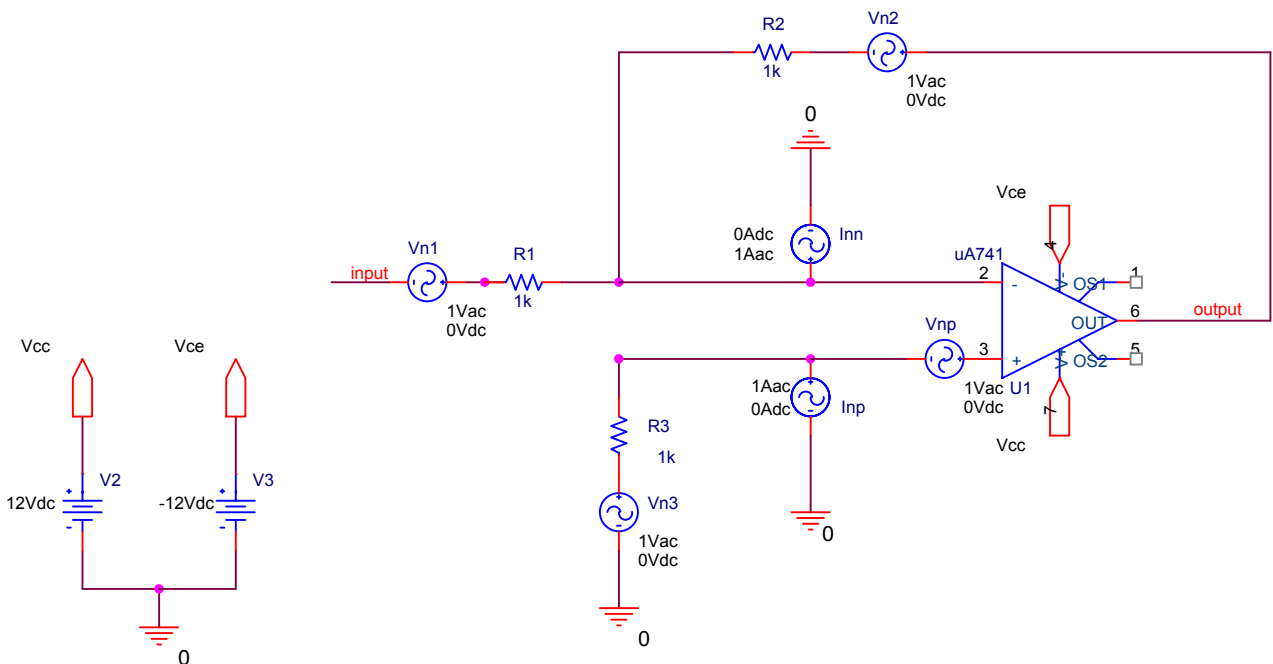 R2
Vn2
1k
1Vac
0Vdc
0
Vce
0Adc
1Aac
Inn
uA741
4
Vn1
R1
input
1k
1Vac
0Vdc
2
-
V-
OS1
1
OUT
6
output
Vnp
3
+
V+
OS2
5
1Vac
0Vdc
U1
7
Vcc
Vcc
Vce
1Aac
0Adc
Inp
R3
1k
V2
12Vdc
V3
-12Vdc
Vn3
1Vac
0Vdc
0
0
0